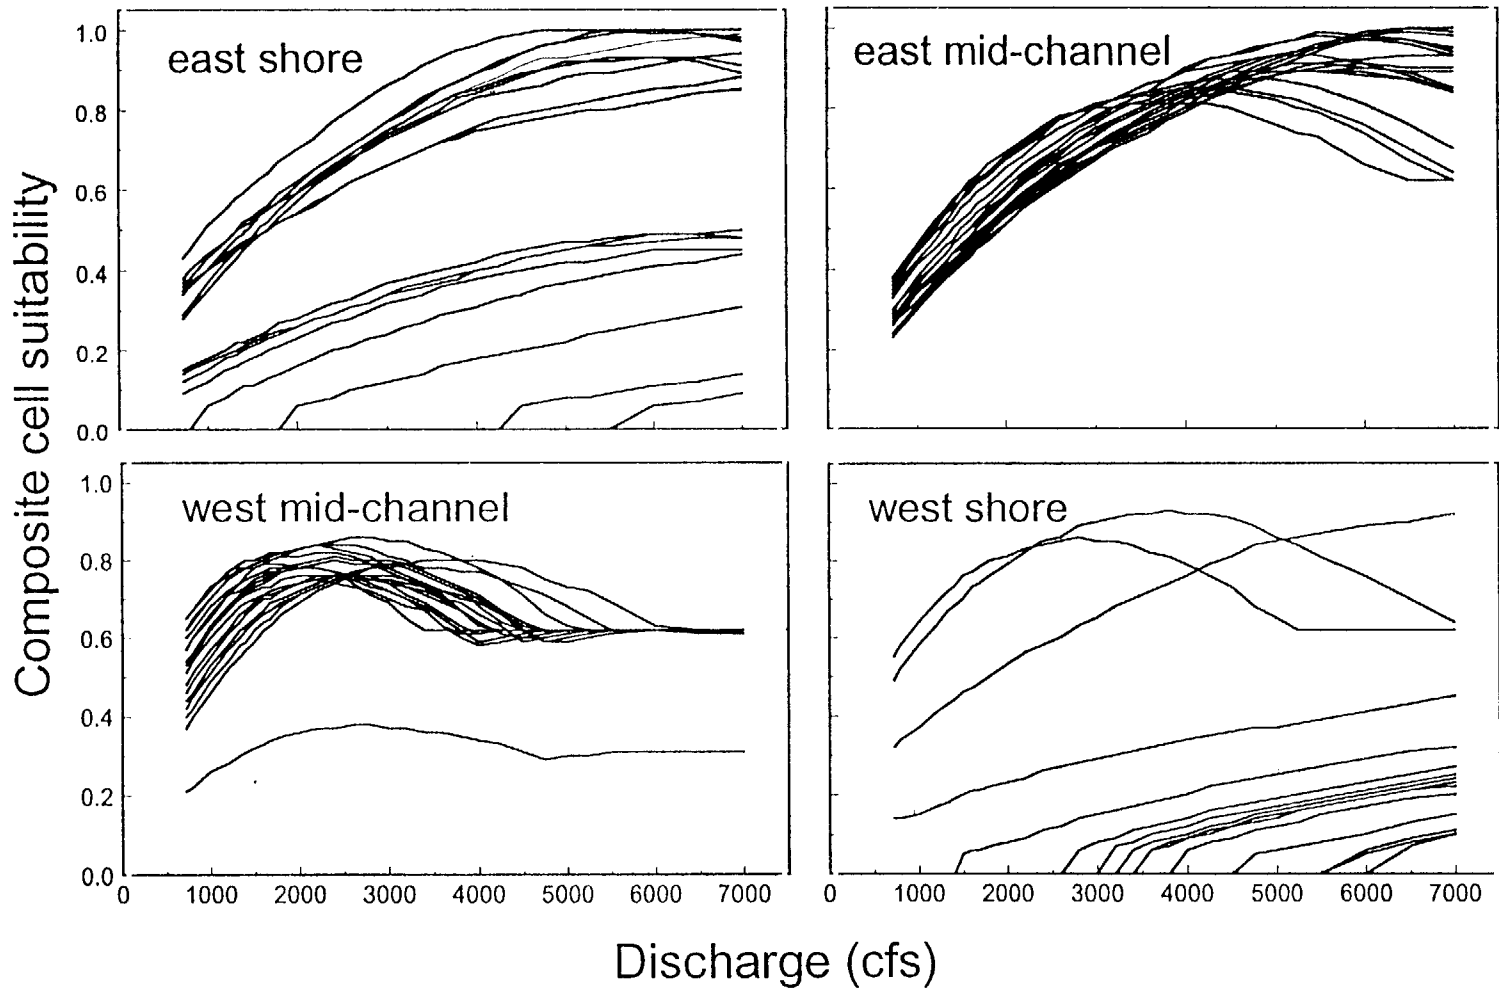 Composite cell suitability
east shore
1.0
0.8
0.6
0.4
0.2
0.0
east mid-channel
west mid-channel
1.0
0.8
0.6
0.4
0.2
0.0
0 1000 2000 3000 4000 5000 6000 7000
west shore
0 1000 2000 3000 4000 5000 6000 7000
Discharge (cfs)